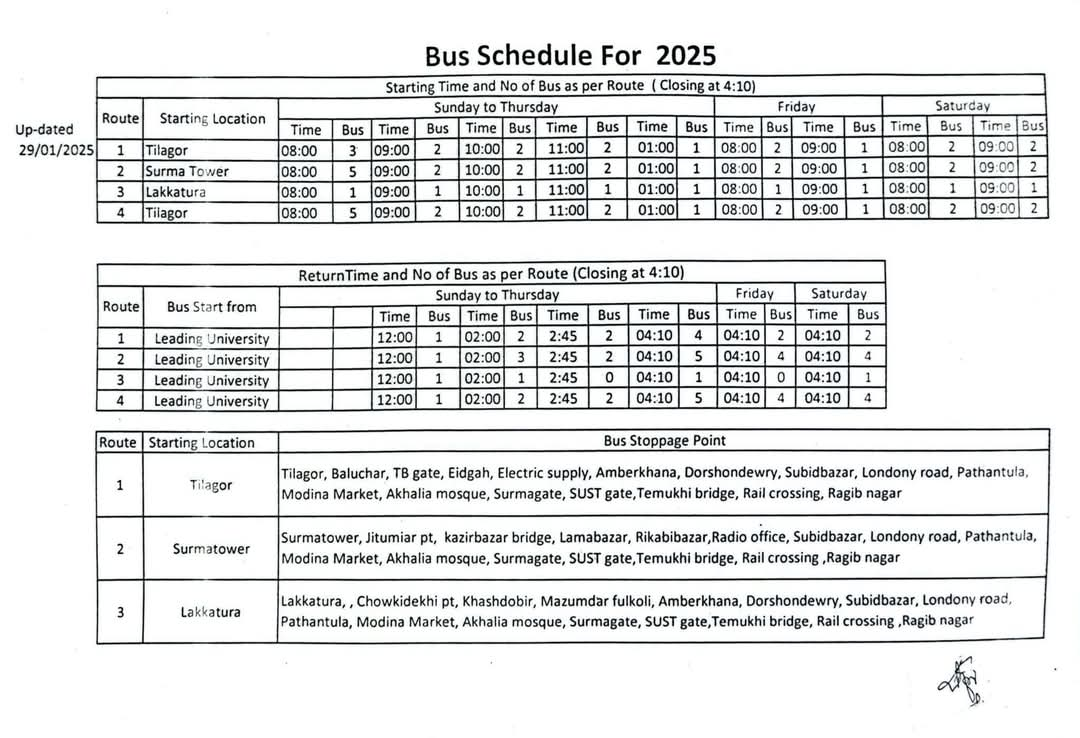 Bus Schedule For 2025
Up-dated
29/01/2025
Starting Time and No of Bus as per Route ( Closing at 4:10)
Route Starting Location Sunday to Thursday Friday Saturday
Time Bus Time Bus Time Bus Time Bus Time Bus Time Bus Time Bus Time Bus Time Bus
1 Tilagor 08:00 3 09:00 2 10:00 2 11:00 2 01:00 1 08:00 2 09:00 1 08:00 2 09:00 2
2 Surma Tower 08:00 5 09:00 2 10:00 2 11:00 2 01:00 1 08:00 2 09:00 1 08:00 2 09:00 2
3 Lakkatura 08:00 1 09:00 1 10:00 1 11:00 1 01:00 1 08:00 1 09:00 1 08:00 1 09:00 1
4 Tilagor 08:00 5 09:00 2 10:00 2 11:00 2 01:00 1 08:00 2 09:00 1 08:00 2 09:00 2
ReturnTime and No of Bus as per Route (Closing at 4:10)
Route Bus Start from Sunday to Thursday Friday Saturday
Time Bus Time Bus Time Bus Time Bus Time Bus Time Bus
1 Leading University 12:00 1 02:00 2 2:45 2 04:10 4 04:10 2 04:10 2
2 Leading University 12:00 1 02:00 3 2:45 2 04:10 5 04:10 4 04:10 4
3 Leading University 12:00 1 02:00 1 2:45 0 04:10 1 04:10 0 04:10 1
4 Leading University 12:00 1 02:00 2 2:45 2 04:10 5 04:10 4 04:10 4
Route Starting Location Bus Stoppage Point
1 Tilagor Tilagor, Baluchar, TB gate, Eidgah, Electric supply, Amberkhana, Dorshondewry, Subidbazar, Londony road, Pathantula,
Modina Market, Akhalia mosque, Surmagate, SUST gate,Temukhi bridge, Rail crossing, Ragib nagar
2 Surmatower Surmatower, Jitumiar pt, kazirbazar bridge, Lamabazar, Rikabibazar,Radio office, Subidbazar, Londony road, Pathantula,
Modina Market, Akhalia mosque, Surmagate, SUST gate,Temukhi bridge, Rail crossing ,Ragib nagar
3 Lakkatura Lakkatura, , Chowkidekhi pt, Khashdobir, Mazumdar fulkoli, Amberkhana, Dorshondewry, Subidbazar, Londony road,
Pathantula, Modina Market, Akhalia mosque, Surmagate, SUST gate,Temukhi bridge, Rail crossing ,Ragib nagar